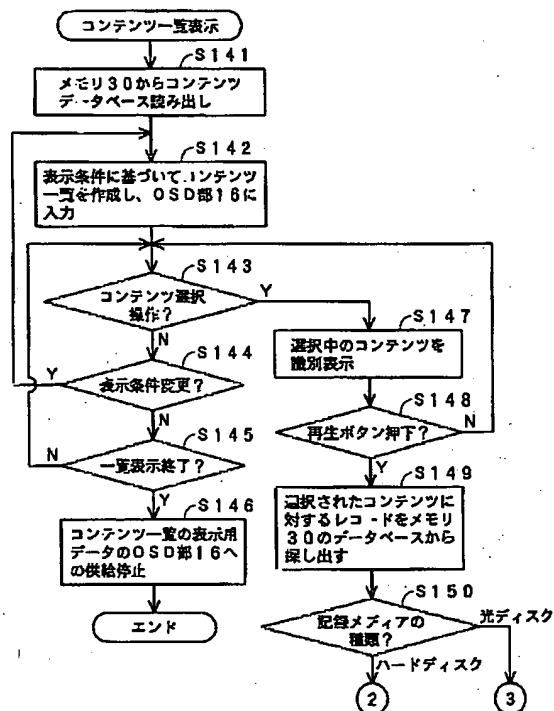 コンテンツ一覧表示
S141
メモリ30からコンテンツ
データベース読み出し
S142
表示条件に基づいてコンテンツ
一覧を作成し、OSD部16に
入力
S143
コンテンツ選択
操作?
Y
N
S144
表示条件変更?
Y
N
S145
一覧表示終了?
N
Y
S146
コンテンツ一覧の表示用
データのOSD部16へ
の供給停止
エンド
S147
選択中のコンテンツを
識別表示
S148
再生ボタン押下?
N
Y
S149
選択されたコンテンツに
対するレコードをメモリ
30のデータベースから
探し出す
S150
記録メディアの
種類?
光ディスク
ハードディスク
2
3